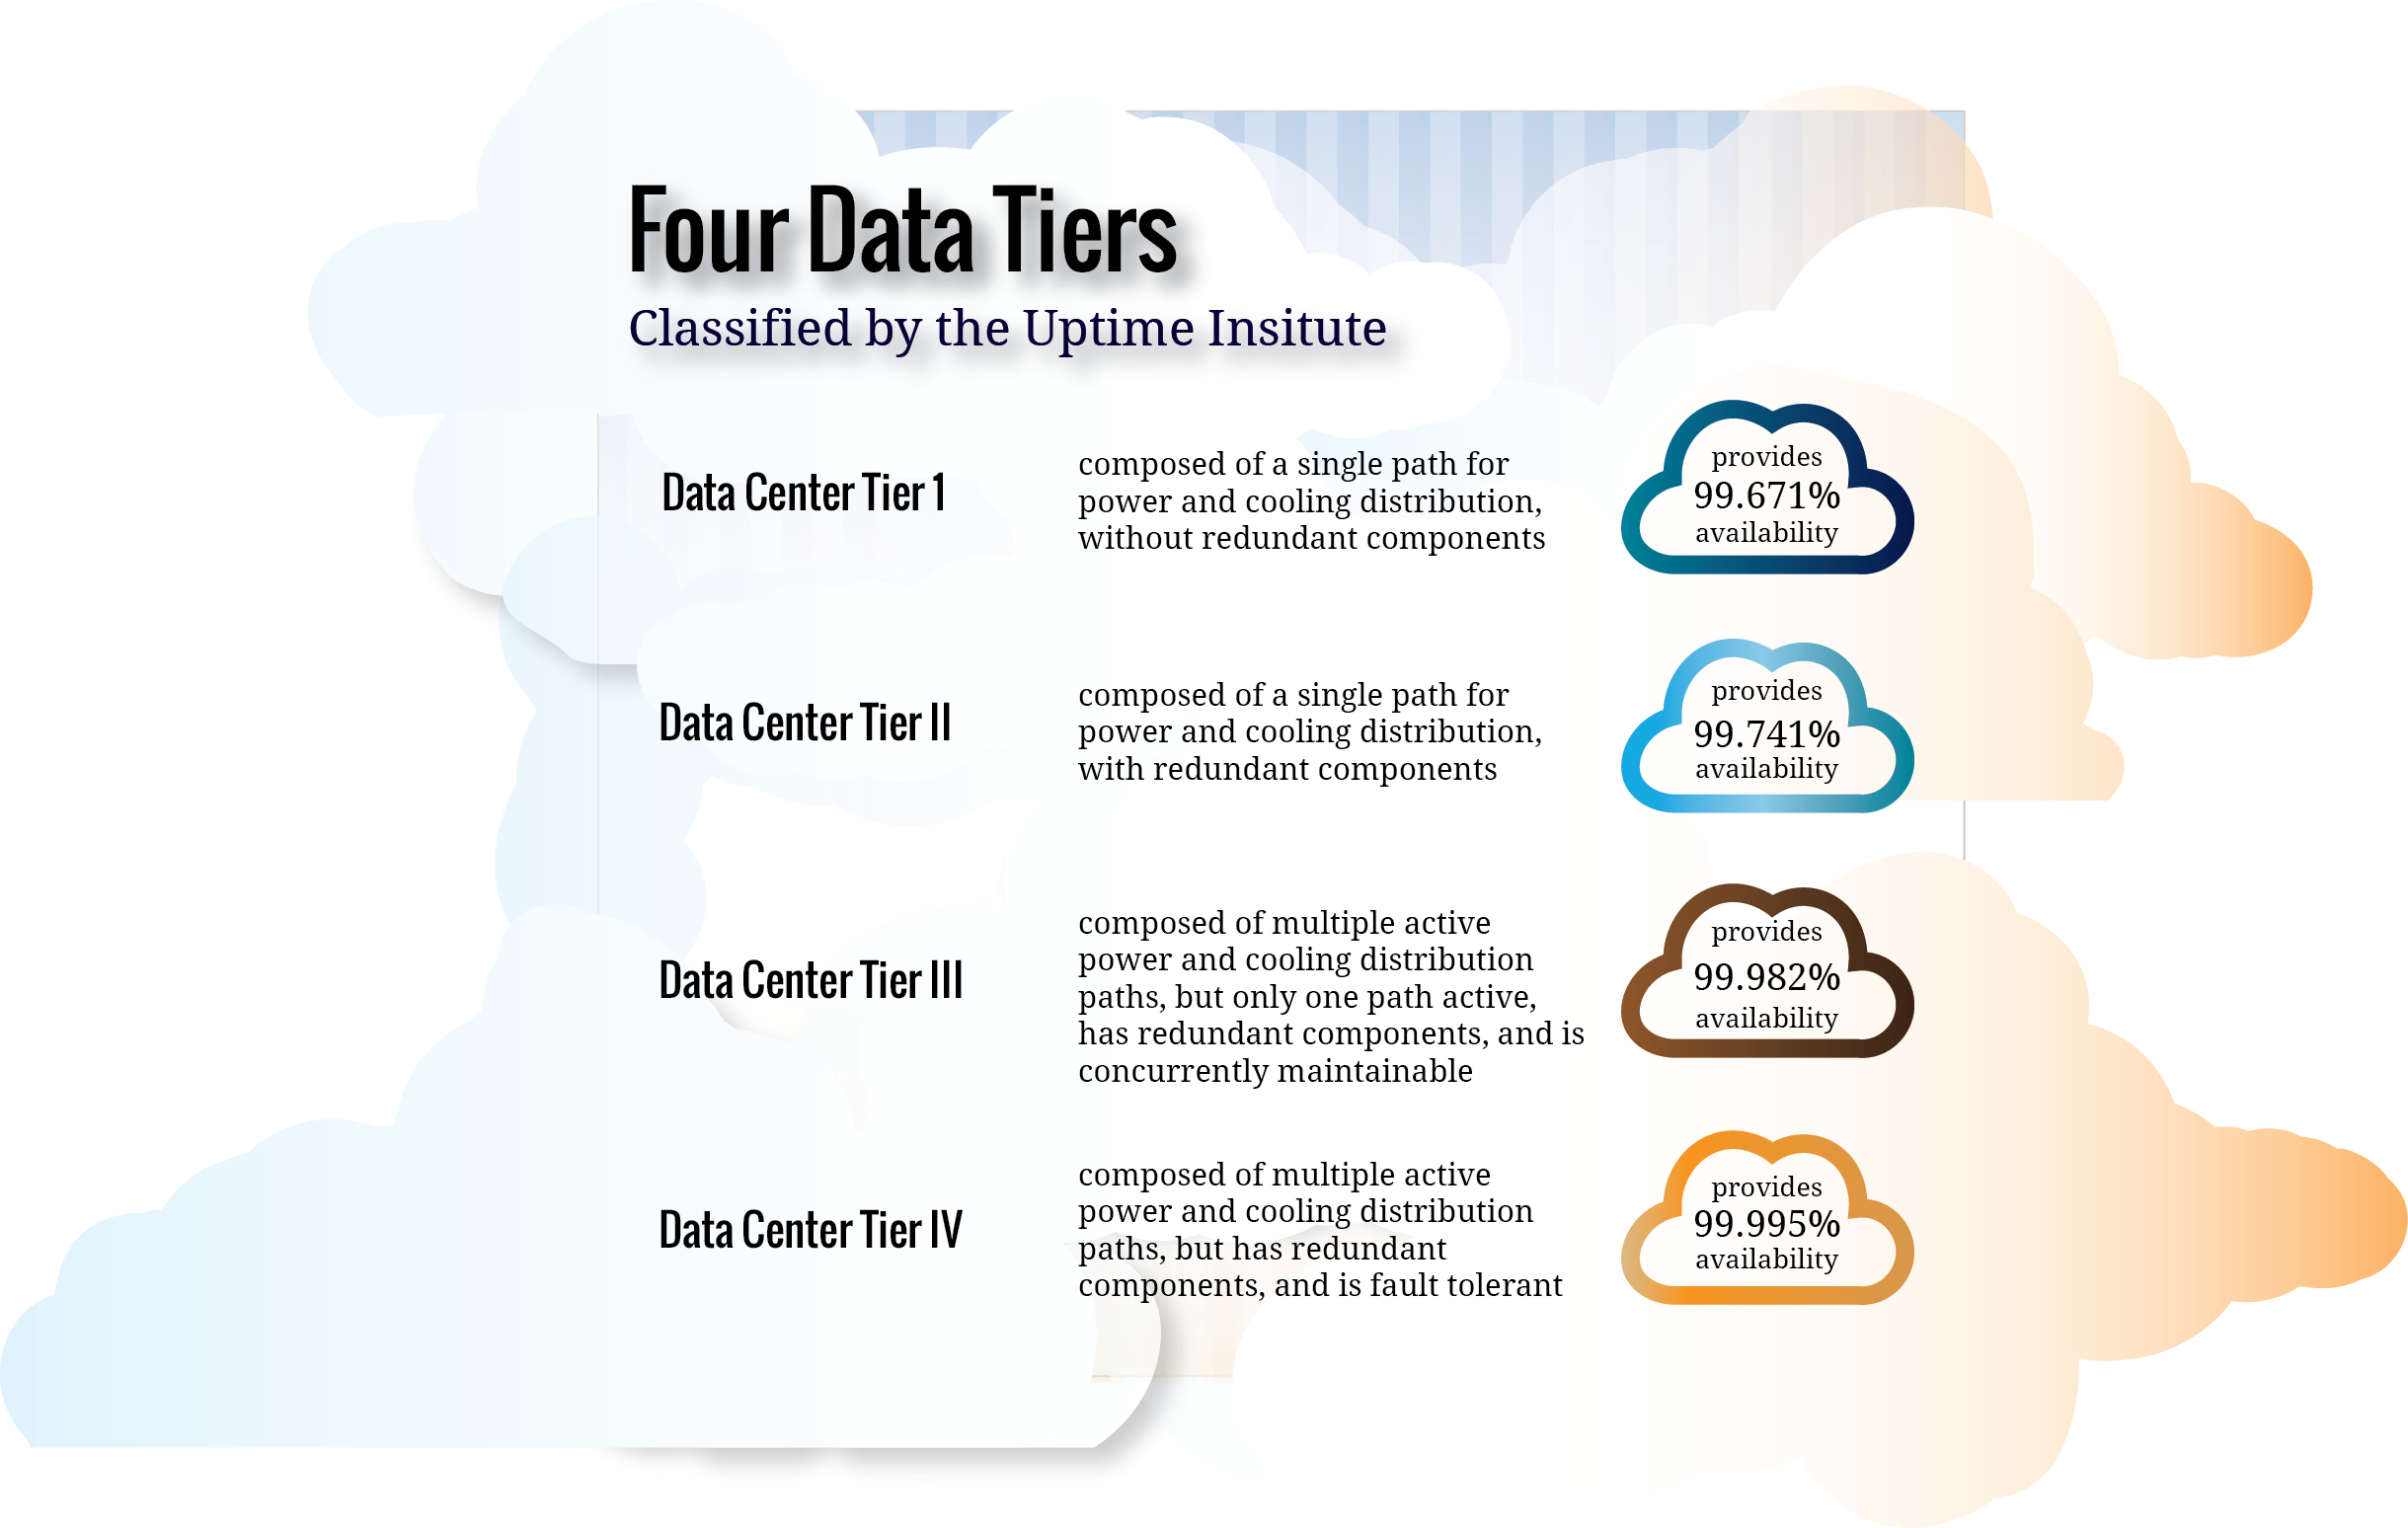 Four Data Tiers
Classified by the Uptime Insitute
Data Center Tier 1
composed of a single path for
power and cooling distribution,
without redundant components
provides
99.671%
availability
Data Center Tier II
composed of a single path for
power and cooling distribution,
with redundant components
provides
99.741%
availability
Data Center Tier III
composed of multiple active
power and cooling distribution
paths, but only one path active,
has redundant components, and is
concurrently maintainable
provides
99.982%
availability
Data Center Tier IV
composed of multiple active
power and cooling distribution
paths, but has redundant
components, and is fault tolerant
provides
99.995%
availability